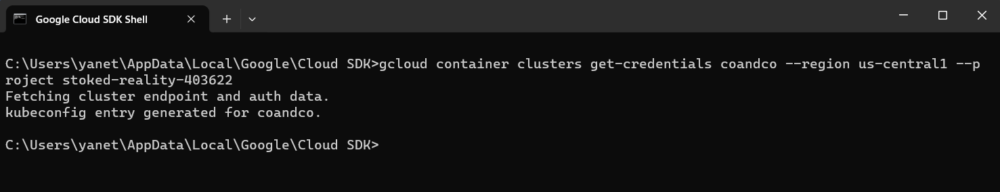 Google Cloud SDK Shell
C:\Users\yanet\AppData\Local\Google\Cloud SDK>gcloud container clusters get-credentials coandco --region us-central1 --p
roject stoked-reality-403622
Fetching cluster endpoint and auth data.
kubeconfig entry generated for coandco.
C:\Users\yanet\AppData\Local\Google\Cloud SDK>